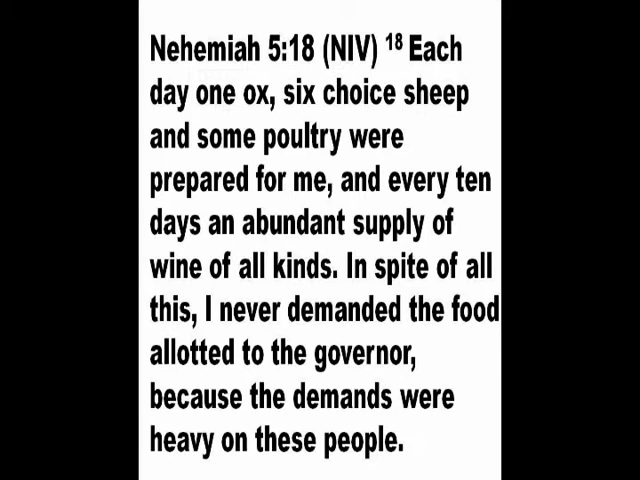 Nehemiah 5:18 (NIV) 18 Each
day one ox, six choice sheep
and some poultry were
prepared for me, and every ten
days an abundant supply of
wine of all kinds. In spite of all
this, I never demanded the food
allotted to the governor,
because the demands were
heavy on these people.